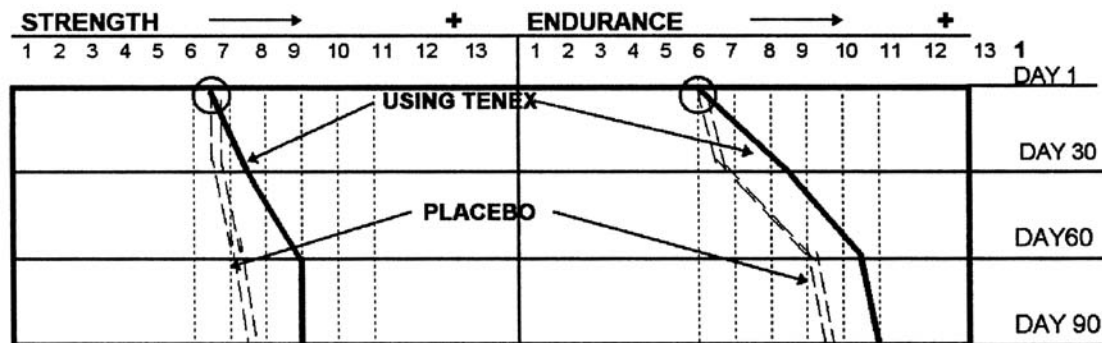 STRENGTH + ENDURANCE +
1 2 3 4 5 6 7 8 9 10 11 12 13 1 2 3 4 5 6 7 8 9 10 11 12 13 1
DAY 1
USING TENEX
DAY 30
PLACEBO
DAY60
DAY 90